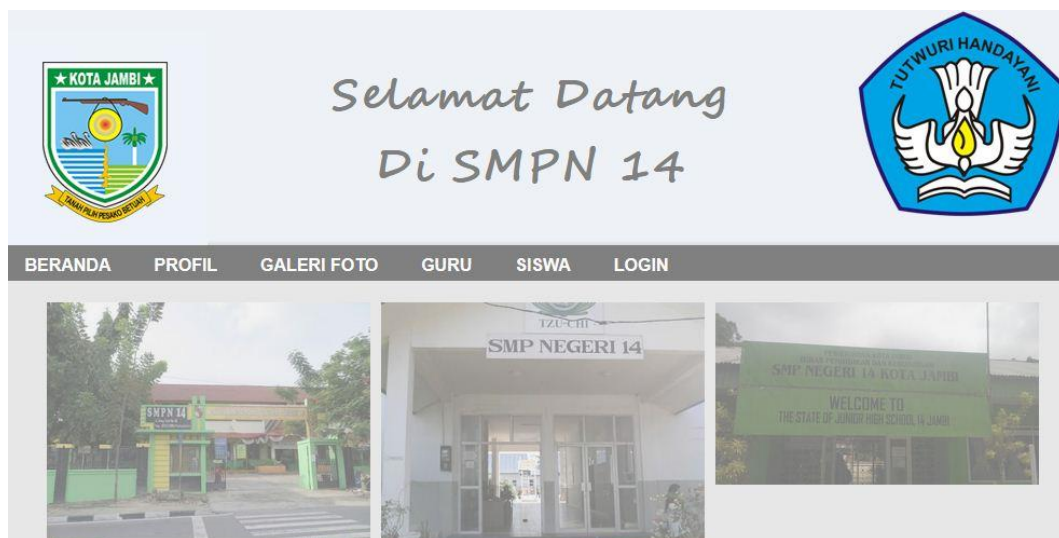 ★ KOTA JAMBI ★
TANAH PILIH PESAKO BETUAH
Selamat Datang
Di SMPN 14
TUTWURI HANDAYANI
BERANDA PROFIL GALERI FOTO GURU SISWA LOGIN
SMPN 14
TZU-CHI
SMP NEGERI 14
SMP NEGERI 14 KOTA JAMBI
WELCOME TO
THE STATE OF JUNIOR HIGH SCHOOL 14 JAMBI